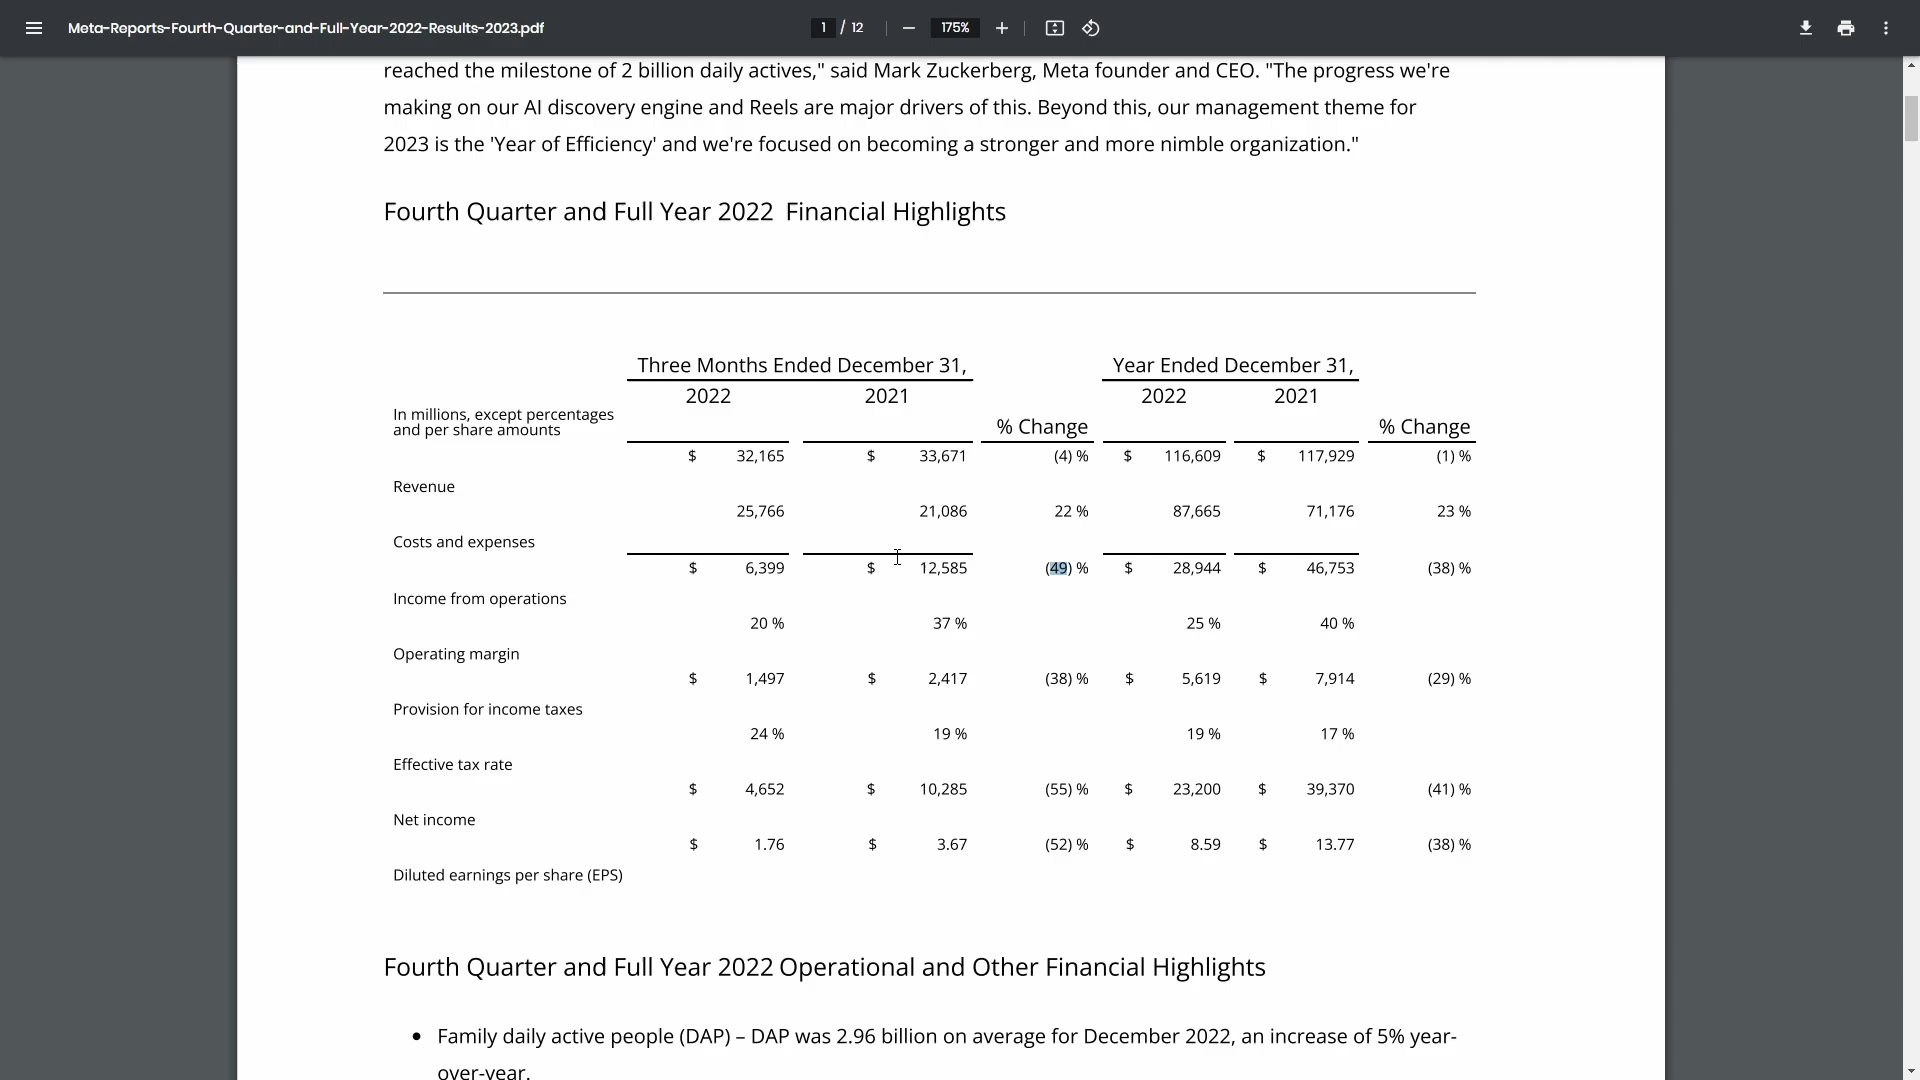 Meta-Reports-Fourth-Quarter-and-Full-Year-2022-Results-2023.pdf
1 / 12
175%
reached the milestone of 2 billion daily actives," said Mark Zuckerberg, Meta founder and CEO. "The progress we're
making on our AI discovery engine and Reels are major drivers of this. Beyond this, our management theme for
2023 is the 'Year of Efficiency' and we're focused on becoming a stronger and more nimble organization."
Fourth Quarter and Full Year 2022 Financial Highlights
Three Months Ended December 31, Year Ended December 31,
2022 2021 2022 2021
In millions, except percentages
and per share amounts
% Change % Change
$ 32,165 $ 33,671 (4) % $ 116,609 $ 117,929 (1) %
Revenue
25,766 21,086 22 % 87,665 71,176 23 %
Costs and expenses
$ 6,399 $ 12,585 (49) % $ 28,944 $ 46,753 (38) %
Income from operations
20 % 37 % 25 % 40 %
Operating margin
$ 1,497 $ 2,417 (38) % $ 5,619 $ 7,914 (29) %
Provision for income taxes
24 % 19 % 19 % 17 %
Effective tax rate
$ 4,652 $ 10,285 (55) % $ 23,200 $ 39,370 (41) %
Net income
$ 1.76 $ 3.67 (52) % $ 8.59 $ 13.77 (38) %
Diluted earnings per share (EPS)
Fourth Quarter and Full Year 2022 Operational and Other Financial Highlights
• Family daily active people (DAP) – DAP was 2.96 billion on average for December 2022, an increase of 5% year-
over-year.